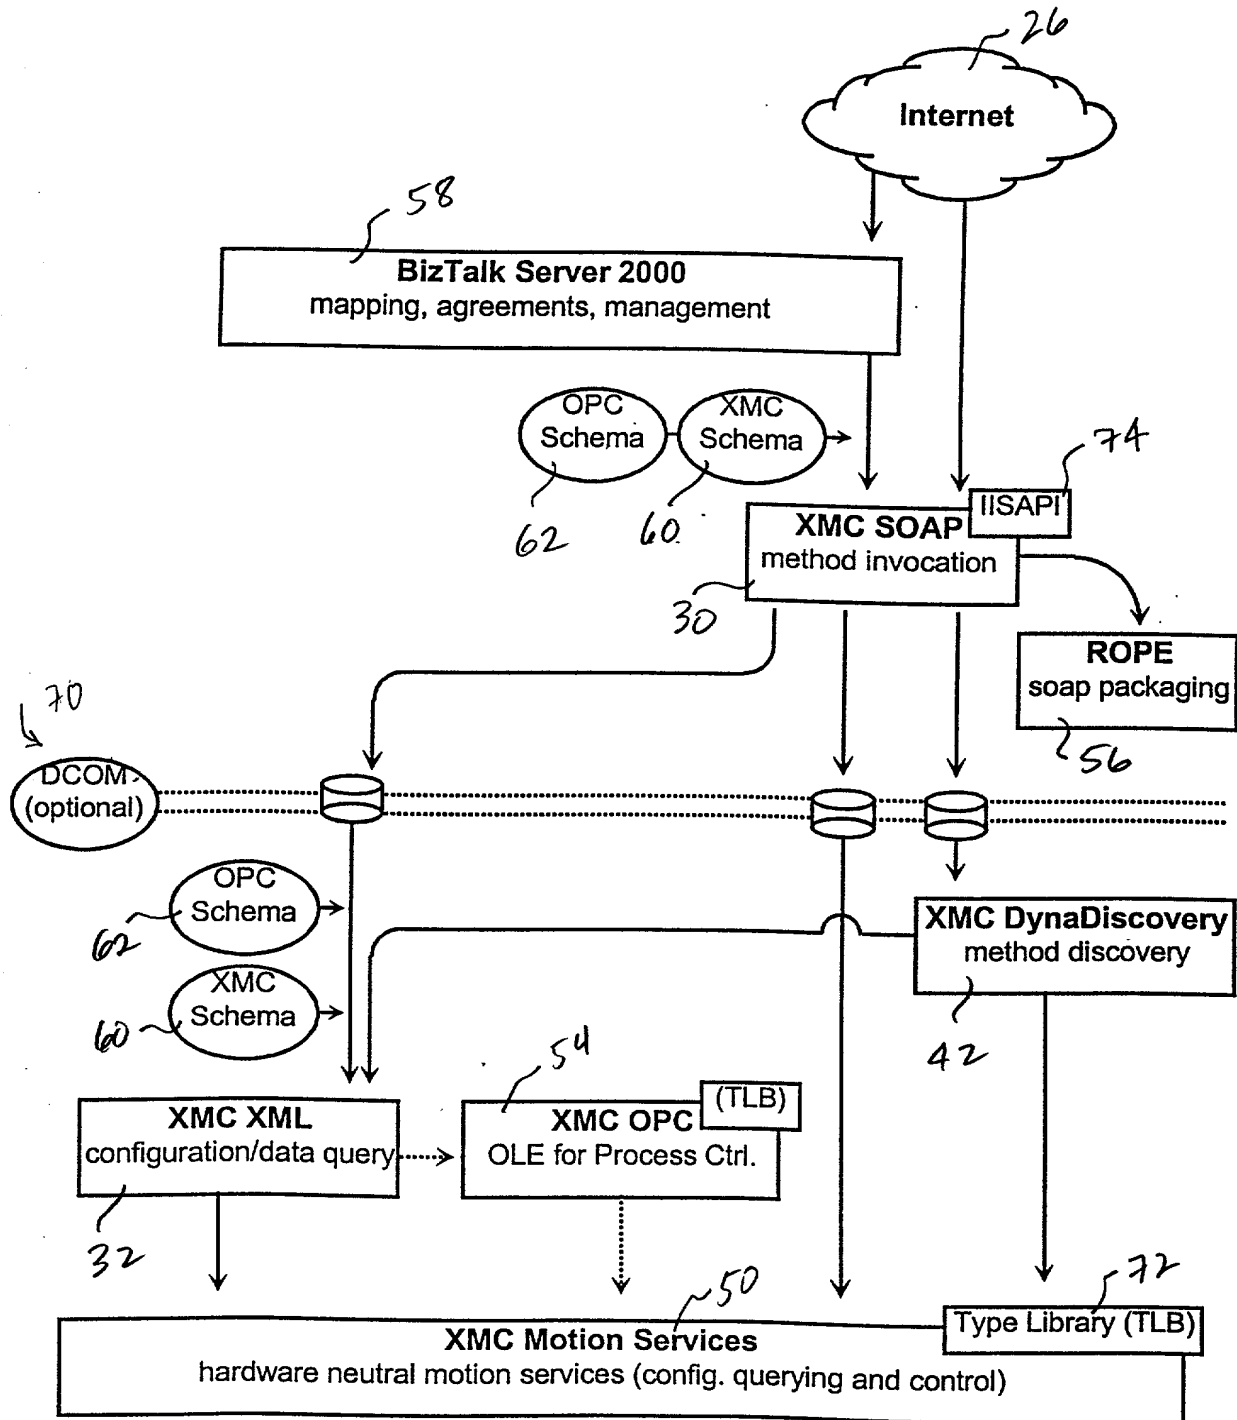 26
Internet
58
BizTalk Server 2000
mapping, agreements, management
OPC
Schema
XMC
Schema
74
IISAPI
62
60
XMC SOAP
method invocation
30
ROPE
soap packaging
56
70
DCOM
(optional)
OPC
Schema
62
XMC DynaDiscovery
method discovery
XMC
Schema
60
42
54
(TLB)
XMC XML
configuration/data query
XMC OPC
OLE for Process Ctrl.
32
50
72
Type Library (TLB)
XMC Motion Services
hardware neutral motion services (config. querying and control)